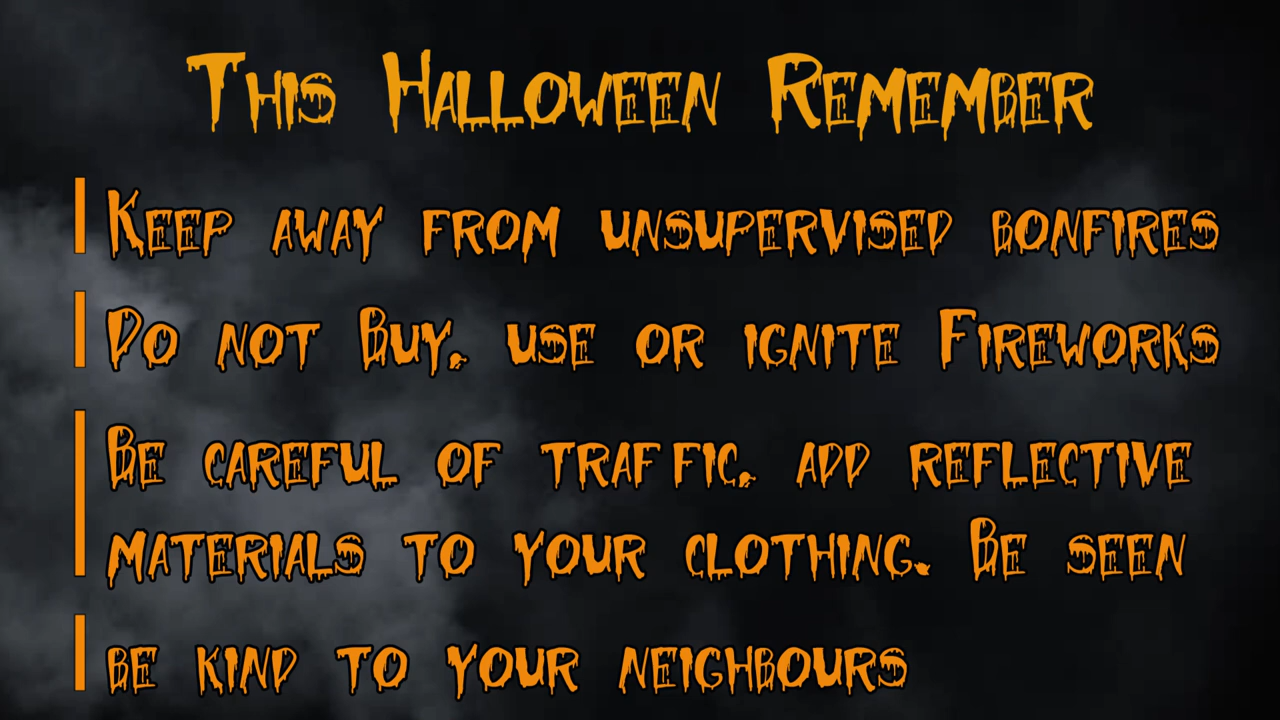 This Halloween Remember
Keep away from unsupervised bonfires
Do not Buy, use or ignite Fireworks
Be careful of traffic, add reflective
materials to your clothing. Be seen
be kind to your neighbours